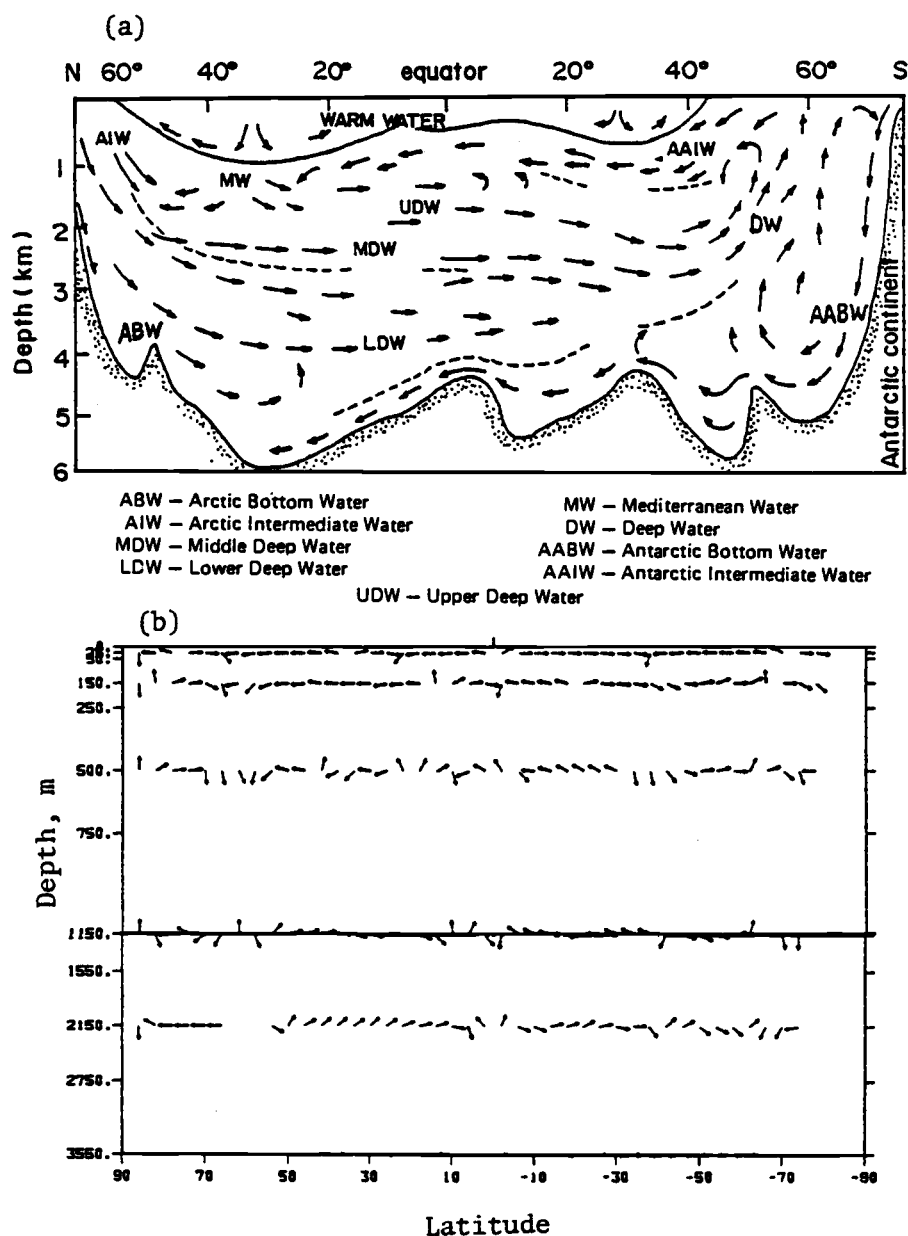 (a)
N 60° 40° 20° equator 20° 40° 60° S
WARM WATER
AIW
AAIW
1
MW
UDW
2
DW
MDW
Depth (km)
3
ABW
AABW
LDW
4
5
6
Antarctic continent
ABW – Arctic Bottom Water
AIW – Arctic Intermediate Water
MDW – Middle Deep Water
LDW – Lower Deep Water
MW – Mediterranean Water
DW – Deep Water
AABW – Antarctic Bottom Water
AAIW – Antarctic Intermediate Water
UDW – Upper Deep Water
(b)
150.
250.
500.
750.
1150.
1550.
2150.
2750.
3550.
Depth, m
90 70 50 30 10 -10 -30 -50 -70 -90
Latitude